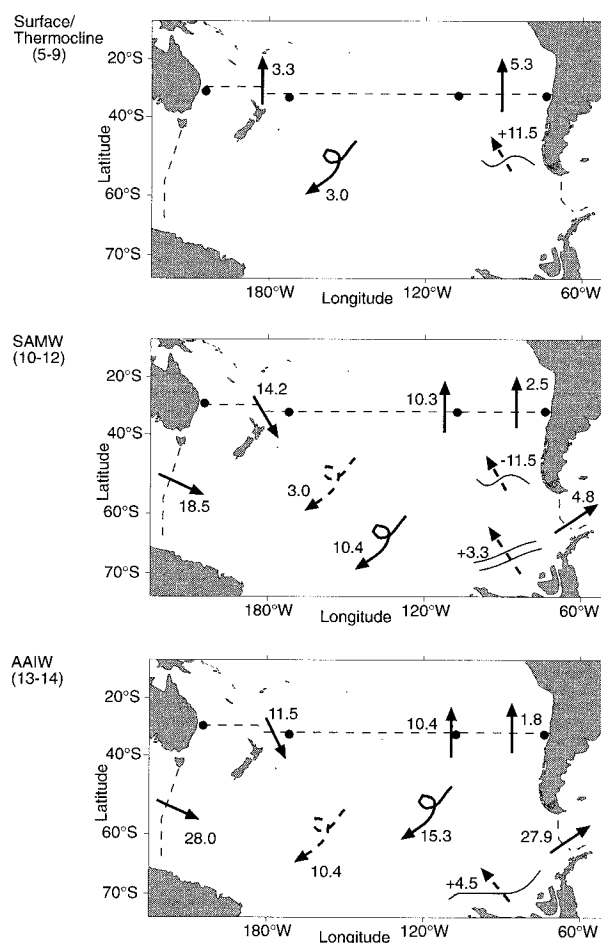 Surface/
Thermocline
(5-9)
20°S
40°S
60°S
70°S
Latitude
3.3
5.3
+11.5
3.0
180°W
120°W
60°W
Longitude
SAMW
(10-12)
20°S
40°S
60°S
70°S
Latitude
14.2
10.3
2.5
18.5
3.0
-11.5
4.8
10.4
+3.3
180°W
120°W
60°W
Longitude
AAIW
(13-14)
20°S
40°S
60°S
70°S
Latitude
11.5
10.4
1.8
28.0
15.3
27.9
10.4
+4.5
180°W
120°W
60°W
Longitude